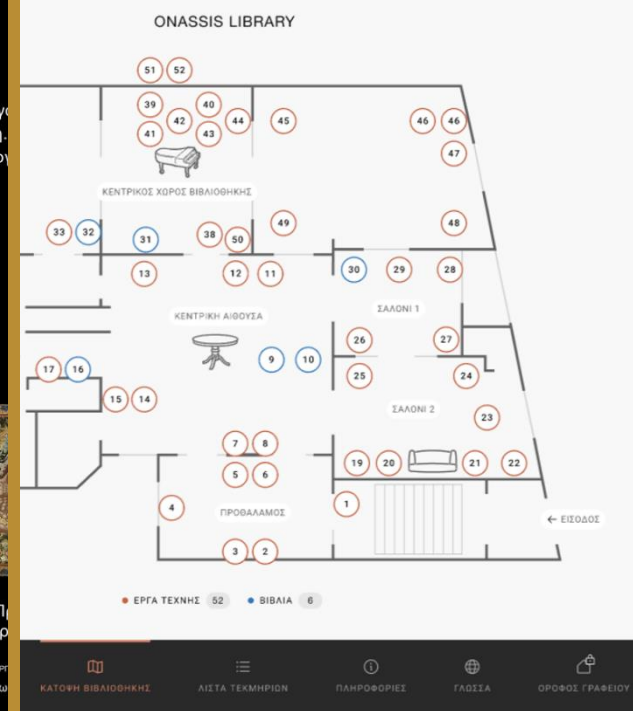 ONASSIS LIBRARY
51 52
39 40
42 44 45 46 46
41 43
47
ΚΕΝΤΡΙΚΟΣ ΧΩΡΟΣ ΒΙΒΛΙΟΘΗΚΗΣ
33 32 31 38 50 49 48
13 12 11 30 29 28
ΚΕΝΤΡΙΚΗ ΑΙΘΟΥΣΑ
ΣΑΛΟΝΙ 1
26 27
9 10
17 16 25 24
15 14
ΣΑΛΟΝΙ 2
23
7 8
19 20 21 22
5 6
4 1
ΠΡΟΘΑΛΑΜΟΣ
← ΕΙΣΟΔΟΣ
3 2
ΕΡΓΑ ΤΕΧΝΗΣ 52 ΒΙΒΛΙΑ 6
ΚΑΤΟΨΗ ΒΙΒΛΙΟΘΗΚΗΣ ΛΙΣΤΑ ΤΕΚΜΗΡΙΩΝ ΠΛΗΡΟΦΟΡΙΕΣ ΓΛΩΣΣΑ ΟΡΟΦΟΣ ΓΡΑΦΕΙΟΥ